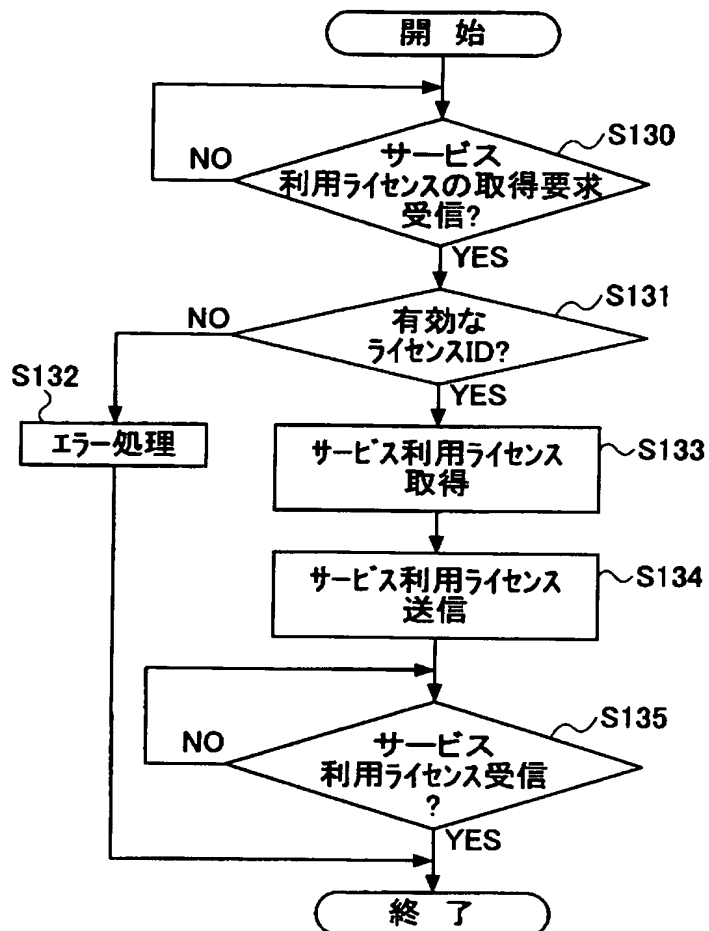 開始
S130
サービス
利用ライセンスの取得要求
受信?
NO
YES
S131
有効な
ライセンスID?
NO
YES
S132
エラー処理
S133
サービス利用ライセンス
取得
S134
サービス利用ライセンス
送信
S135
サービス
利用ライセンス受信
?
NO
YES
終了